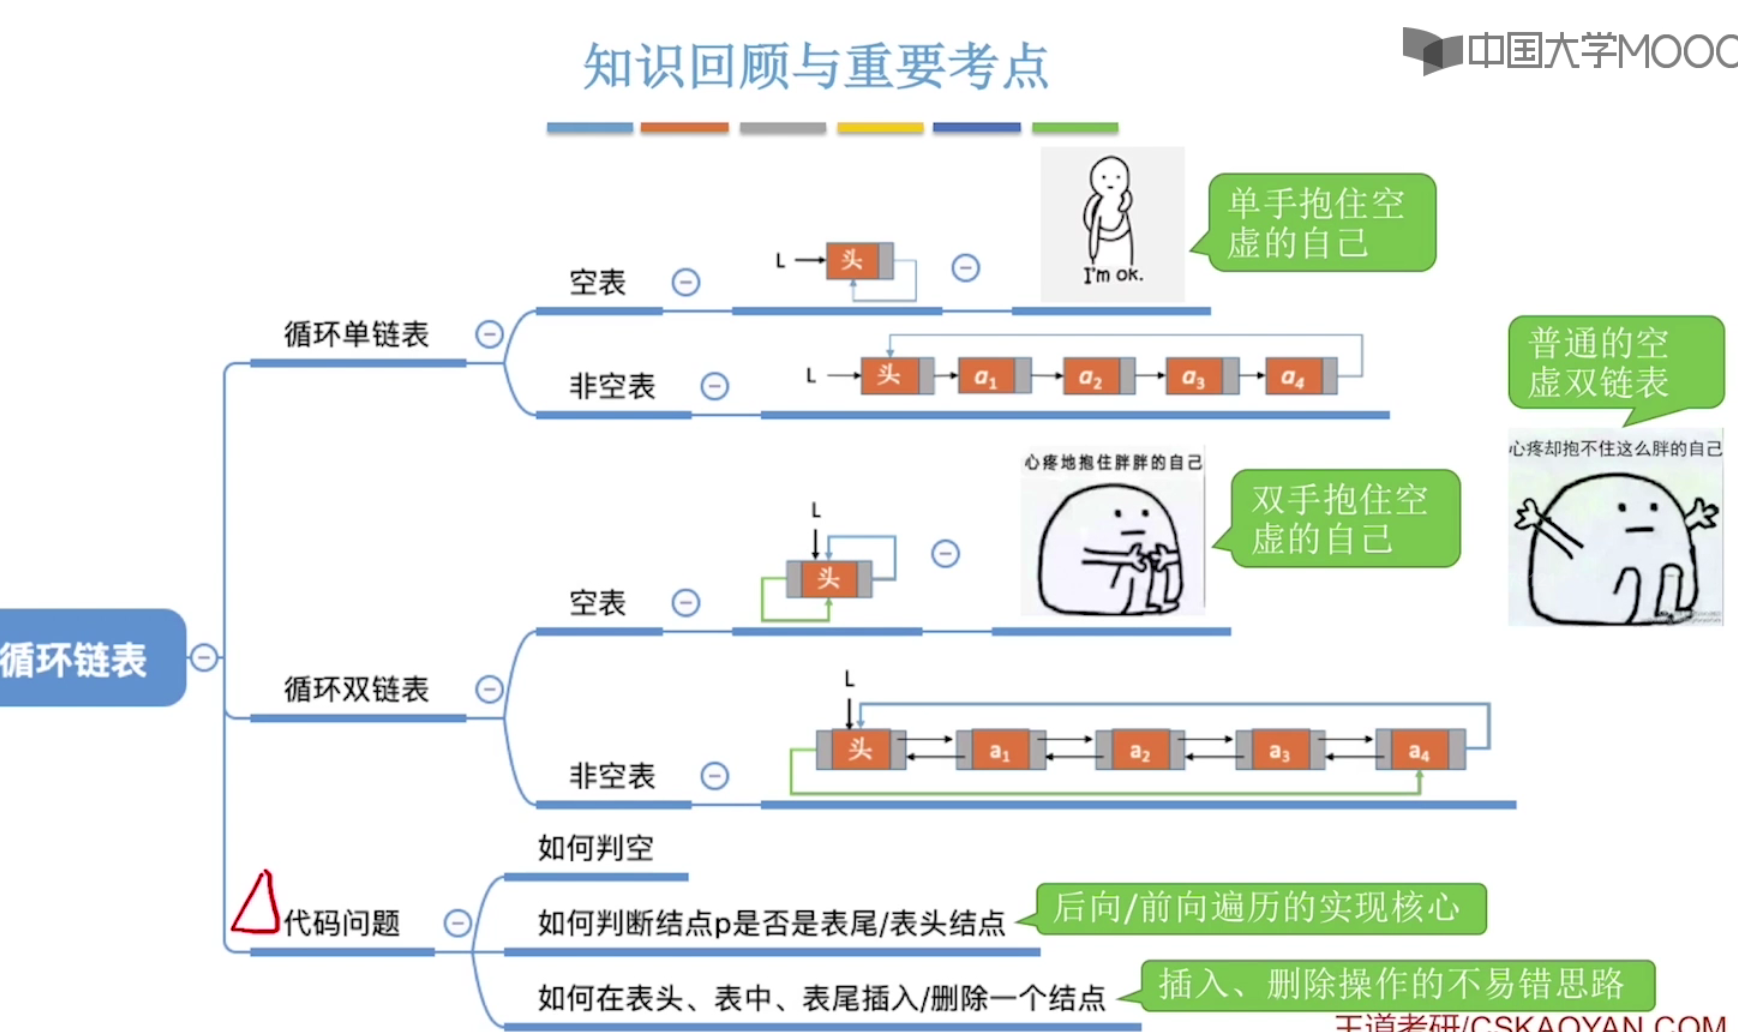 中国大学MOOC
知识回顾与重要考点
单手抱住空
虚的自己
I'm ok.
L
头
空表
循环单链表
非空表
L
头
a1
a2
a3
a4
普通的空
虚双链表
心疼却抱不住这么胖的自己
心疼地抱住胖胖的自己
双手抱住空
虚的自己
L
头
空表
循环链表
循环双链表
L
头
a1
a2
a3
a4
非空表
如何判空
代码问题
如何判断结点p是否是表尾/表头结点
后向/前向遍历的实现核心
如何在表头、表中、表尾插入/删除一个结点
插入、删除操作的不易错思路
王道考研/CSKAOYAN.COM